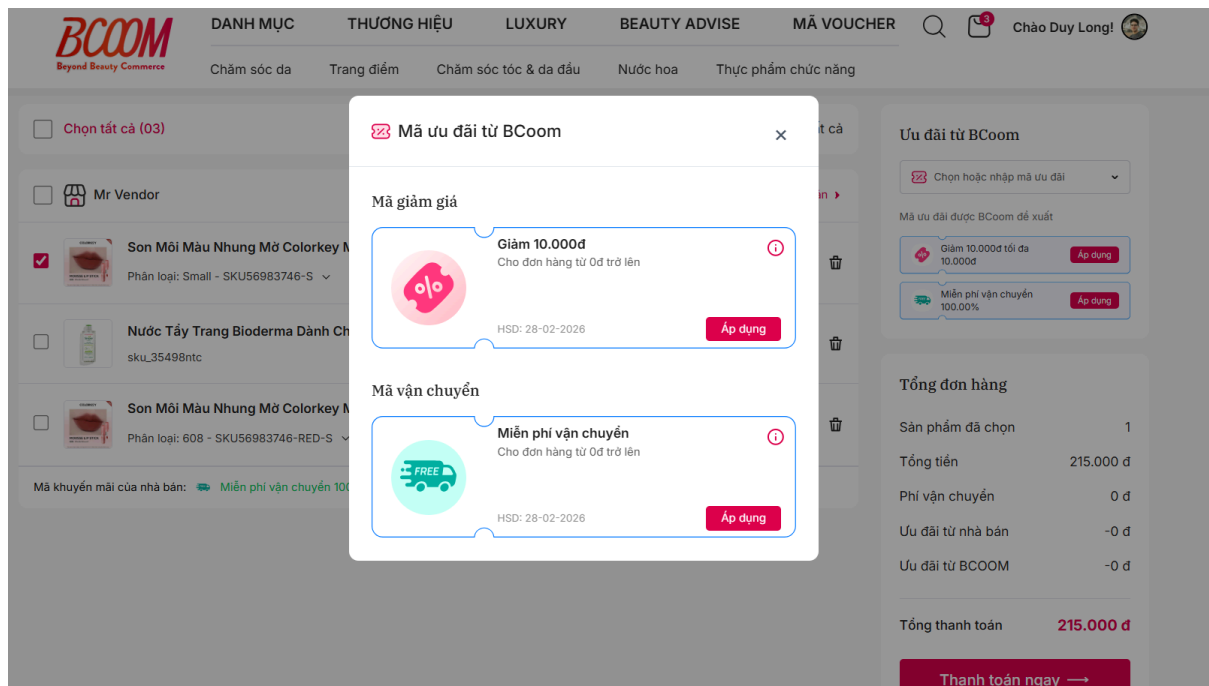 BCOOM
Beyond Beauty Commerce
DANH MỤC
THƯƠNG HIỆU
LUXURY
BEAUTY ADVISE
MÃ VOUCHER
3
Chào Duy Long!
Chăm sóc da
Trang điểm
Chăm sóc tóc & da đầu
Nước hoa
Thực phẩm chức năng
Chọn tất cả (03)
Mr Vendor
Son Môi Màu Nhung Mờ Colorkey
Phân loại: Small - SKU56983746-S
Nước Tẩy Trang Bioderma Dành
sku_35498ntc
Son Môi Màu Nhung Mờ Colorkey
Phân loại: 608 - SKU56983746-RED-S
Mã khuyến mãi của nhà bán:
Miễn phí vận chuyển
Mã ưu đãi từ BCoom
Mã giảm giá
Giảm 10.000đ
Cho đơn hàng từ 0đ trở lên
HSD: 28-02-2026
Áp dụng
Mã vận chuyển
FREE
Miễn phí vận chuyển
Cho đơn hàng từ 0đ trở lên
HSD: 28-02-2026
Áp dụng
Ưu đãi từ BCoom
Chọn hoặc nhập mã ưu đãi
Mã ưu đãi được BCoom đề xuất
Giảm 10.000đ tối đa
10.000đ
Áp dụng
Miễn phí vận chuyển
100.00%
Áp dụng
Tổng đơn hàng
Sản phẩm đã chọn 1
Tổng tiền 215.000 đ
Phí vận chuyển 0 đ
Ưu đãi từ nhà bán -0 đ
Ưu đãi từ BCOOM -0 đ
Tổng thanh toán 215.000 đ
Thanh toán ngay →